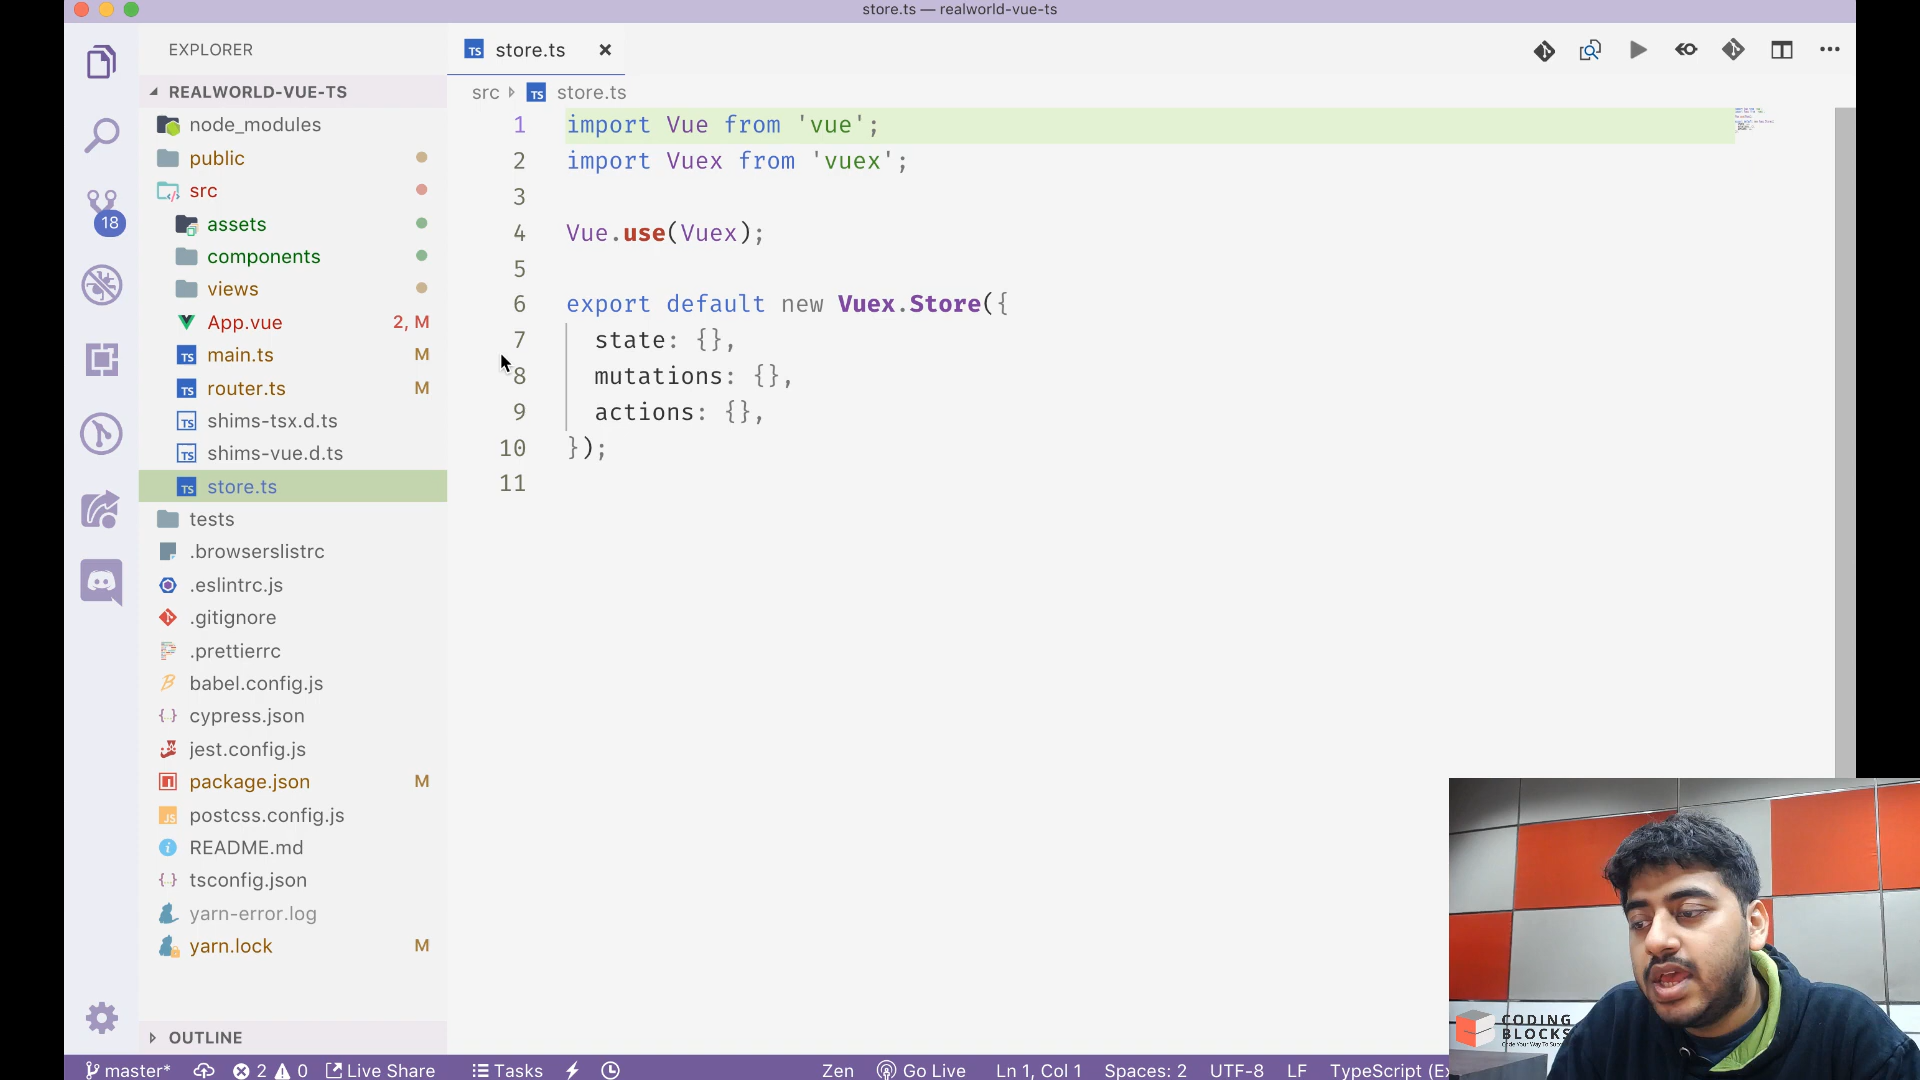 store.ts — realworld-vue-ts
EXPLORER
REALWORLD-VUE-TS
node_modules
public
src
18
assets
components
views
App.vue 2, M
main.ts M
router.ts M
shims-tsx.d.ts
shims-vue.d.ts
store.ts
tests
.browserslistrc
.eslintrc.js
.gitignore
.prettierrc
babel.config.js
cypress.json
jest.config.js
package.json M
postcss.config.js
README.md
tsconfig.json
yarn-error.log
yarn.lock M
OUTLINE
TS store.ts
src TS store.ts
1 import Vue from 'vue';
2 import Vuex from 'vuex';
3
4 Vue.use(Vuex);
5
6 export default new Vuex.Store({
7 state: {},
8 mutations: {},
9 actions: {},
10 });
11
CODING
BLOCKS
master* 2 0 Live Share Tasks Zen Go Live Ln 1, Col 1 Spaces: 2 UTF-8 LF TypeScript (Ex